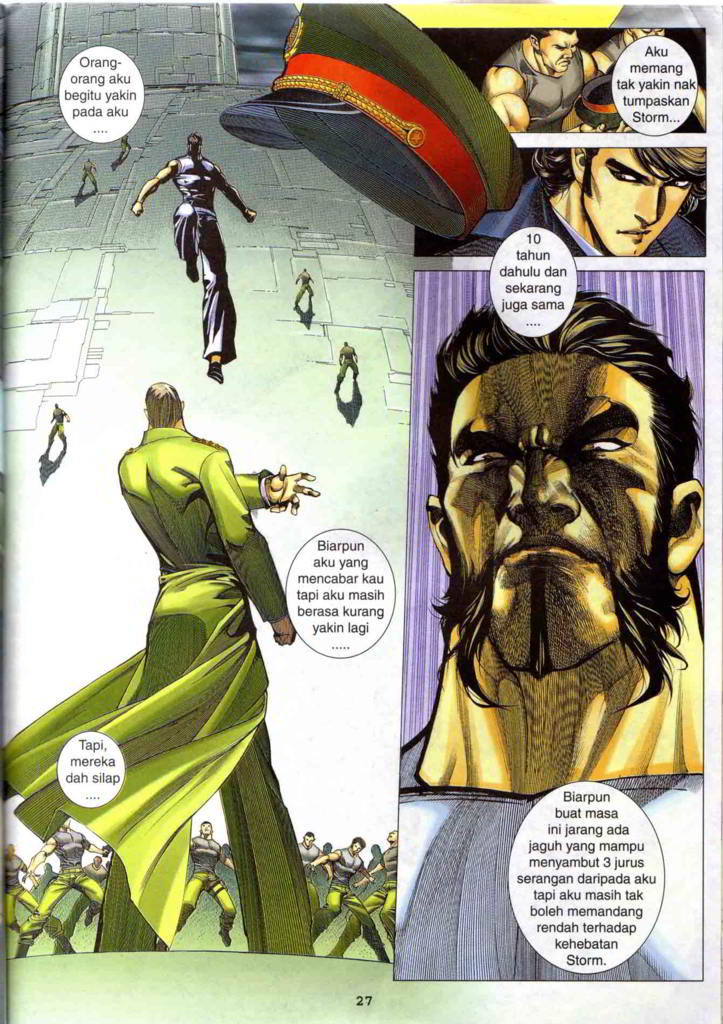 Orang-
orang aku
begitu yakin
pada aku
....
Tapi,
mereka
dah silap
....
Biarpun
aku yang
mencabar kau
tapi aku masih
berasa kurang
yakin lagi
.....
Aku
memang
tak yakin nak
tumpaskan
Storm...
10
tahun
dahulu dan
sekarang
juga sama
....
Biarpun
buat masa
ini jarang ada
jaguh yang mampu
menyambut 3 jurus
serangan daripada aku
tapi aku masih tak
boleh memandang
rendah terhadap
kehebatan
Storm.
27